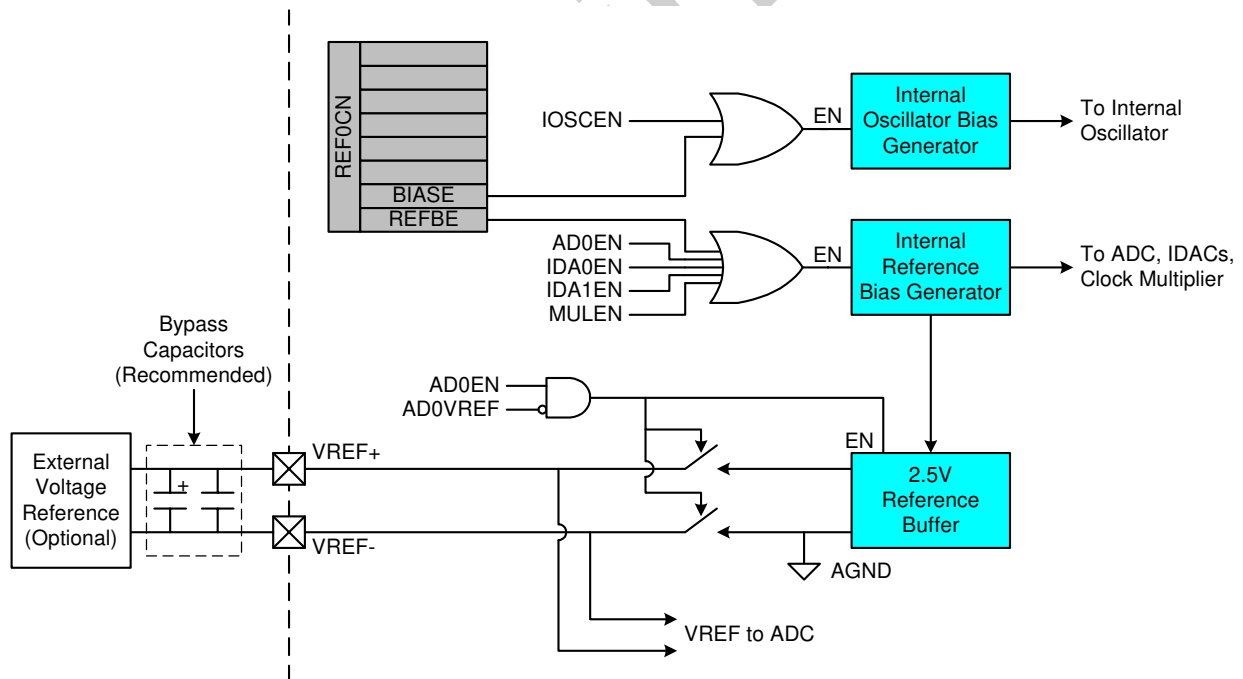 REF0CN
BIASE
REFBE
IOSCEN
EN
Internal
Oscillator Bias
Generator
To Internal
Oscillator
AD0EN
IDA0EN
IDA1EN
MULEN
EN
Internal
Reference
Bias Generator
To ADC, IDACs,
Clock Multiplier
Bypass
Capacitors
(Recommended)
AD0EN
AD0VREF
External
Voltage
Reference
(Optional)
+
VREF+
VREF-
EN
2.5V
Reference
Buffer
AGND
VREF to ADC